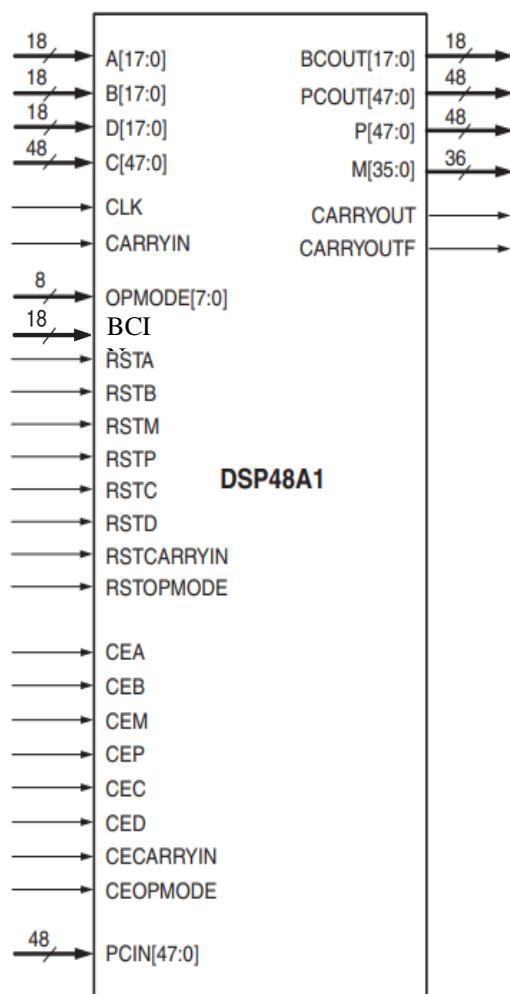 18
A[17:0]
18
B[17:0]
18
D[17:0]
48
C[47:0]
CLK
CARRYIN
8
OPMODE[7:0]
18
BCI
RSTA
RSTB
RSTM
RSTP
RSTC
RSTD
RSTCARRYIN
RSTOPMODE
CEA
CEB
CEM
CEP
CEC
CED
CECARRYIN
CEOPMODE
48
PCIN[47:0]
DSP48A1
BCOUT[17:0]
18
PCOUT[47:0]
48
P[47:0]
48
M[35:0]
36
CARRYOUT
CARRYOUTF